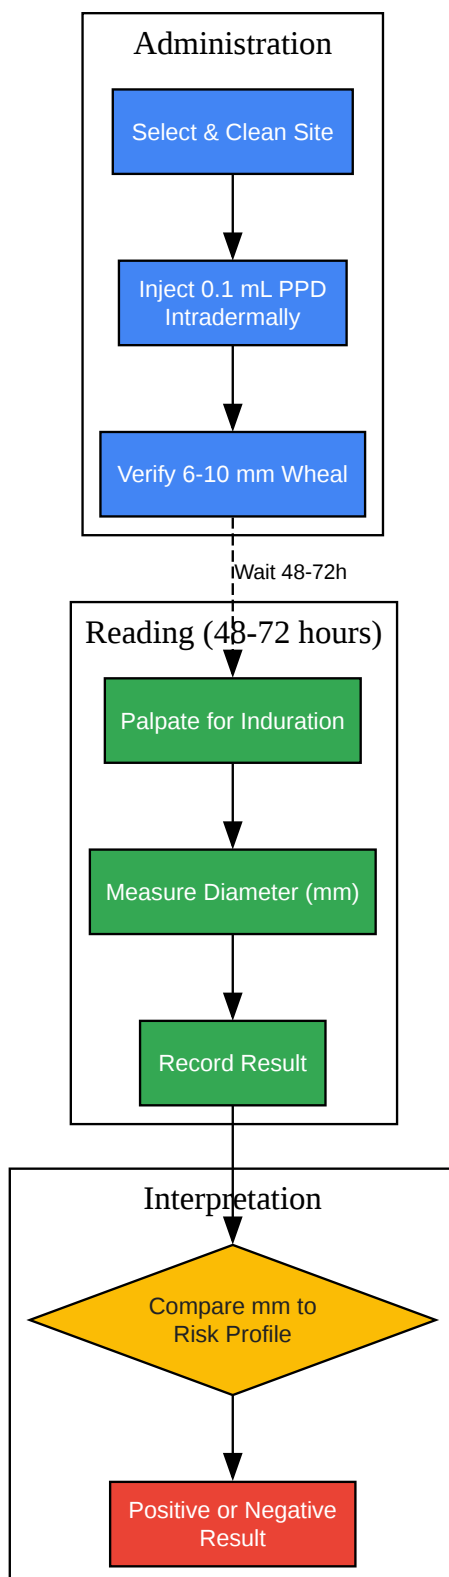 Administration
Select & Clean Site
Inject 0.1 mL PPD
Intradermally
Verify 6-10 mm Wheal
Wait 48-72h
Reading (48-72 hours)
Palpate for Induration
Measure Diameter (mm)
Record Result
Interpretation
Compare mm to
Risk Profile
Positive or Negative
Result